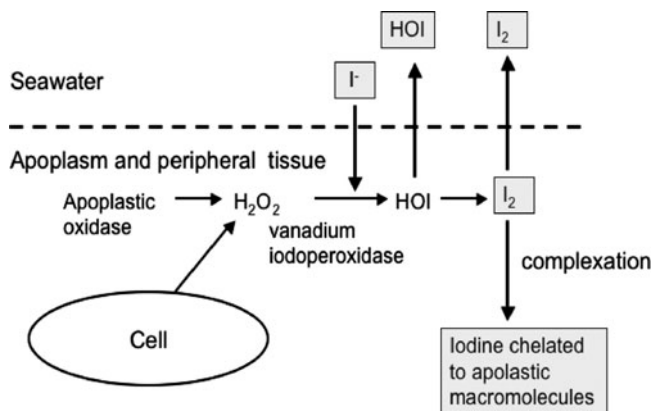 HOI
I₂
Seawater
I⁻
Apoplasm and peripheral tissue
Apoplastic
oxidase
H₂O₂
HOI
I₂
vanadium
iodoperoxidase
complexation
Cell
Iodine chelated
to apolastic
macromolecules